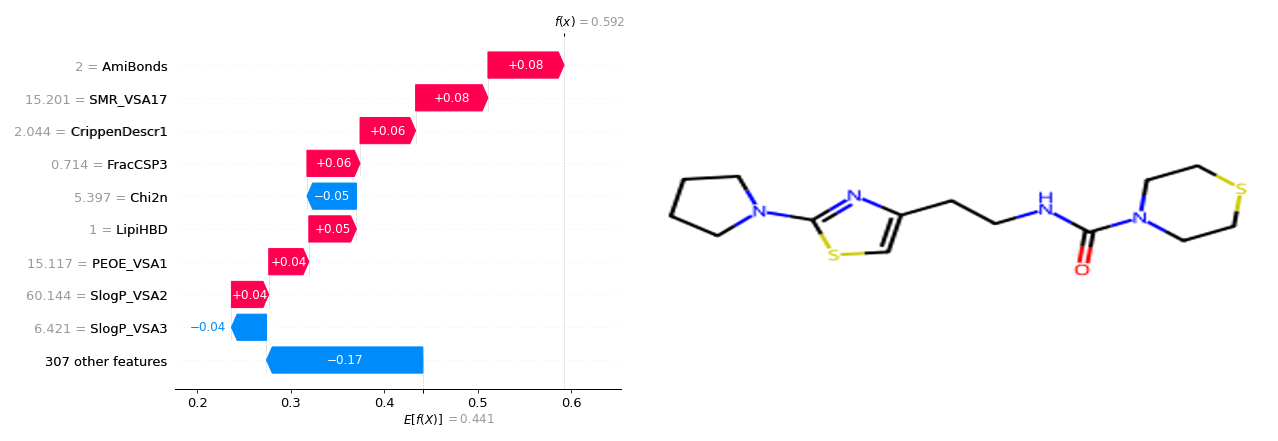 f(x) = 0.592
2 = AmiBonds
+0.08
15.201 = SMR_VSA17
+0.08
2.044 = CrippenDescr1
+0.06
0.714 = FracCSP3
+0.06
5.397 = Chi2n
−0.05
1 = LipiHBD
+0.05
15.117 = PEOE_VSA1
+0.04
60.144 = SlogP_VSA2
+0.04
6.421 = SlogP_VSA3
−0.04
307 other features
−0.17
0.2 0.3 0.4 0.5 0.6
E[f(X)] = 0.441
N
N
S
H
N
O
N
S